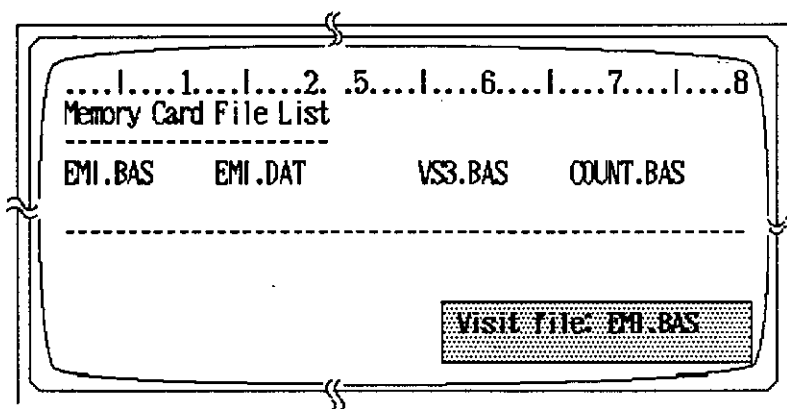 ....|....1....|....2. .5....|....6....|....7....|....8
Memory Card File List
---------------------
EMI.BAS EMI.DAT VS3.BAS COUNT.BAS
------------------------------------------------------
Visit file: EMI.BAS